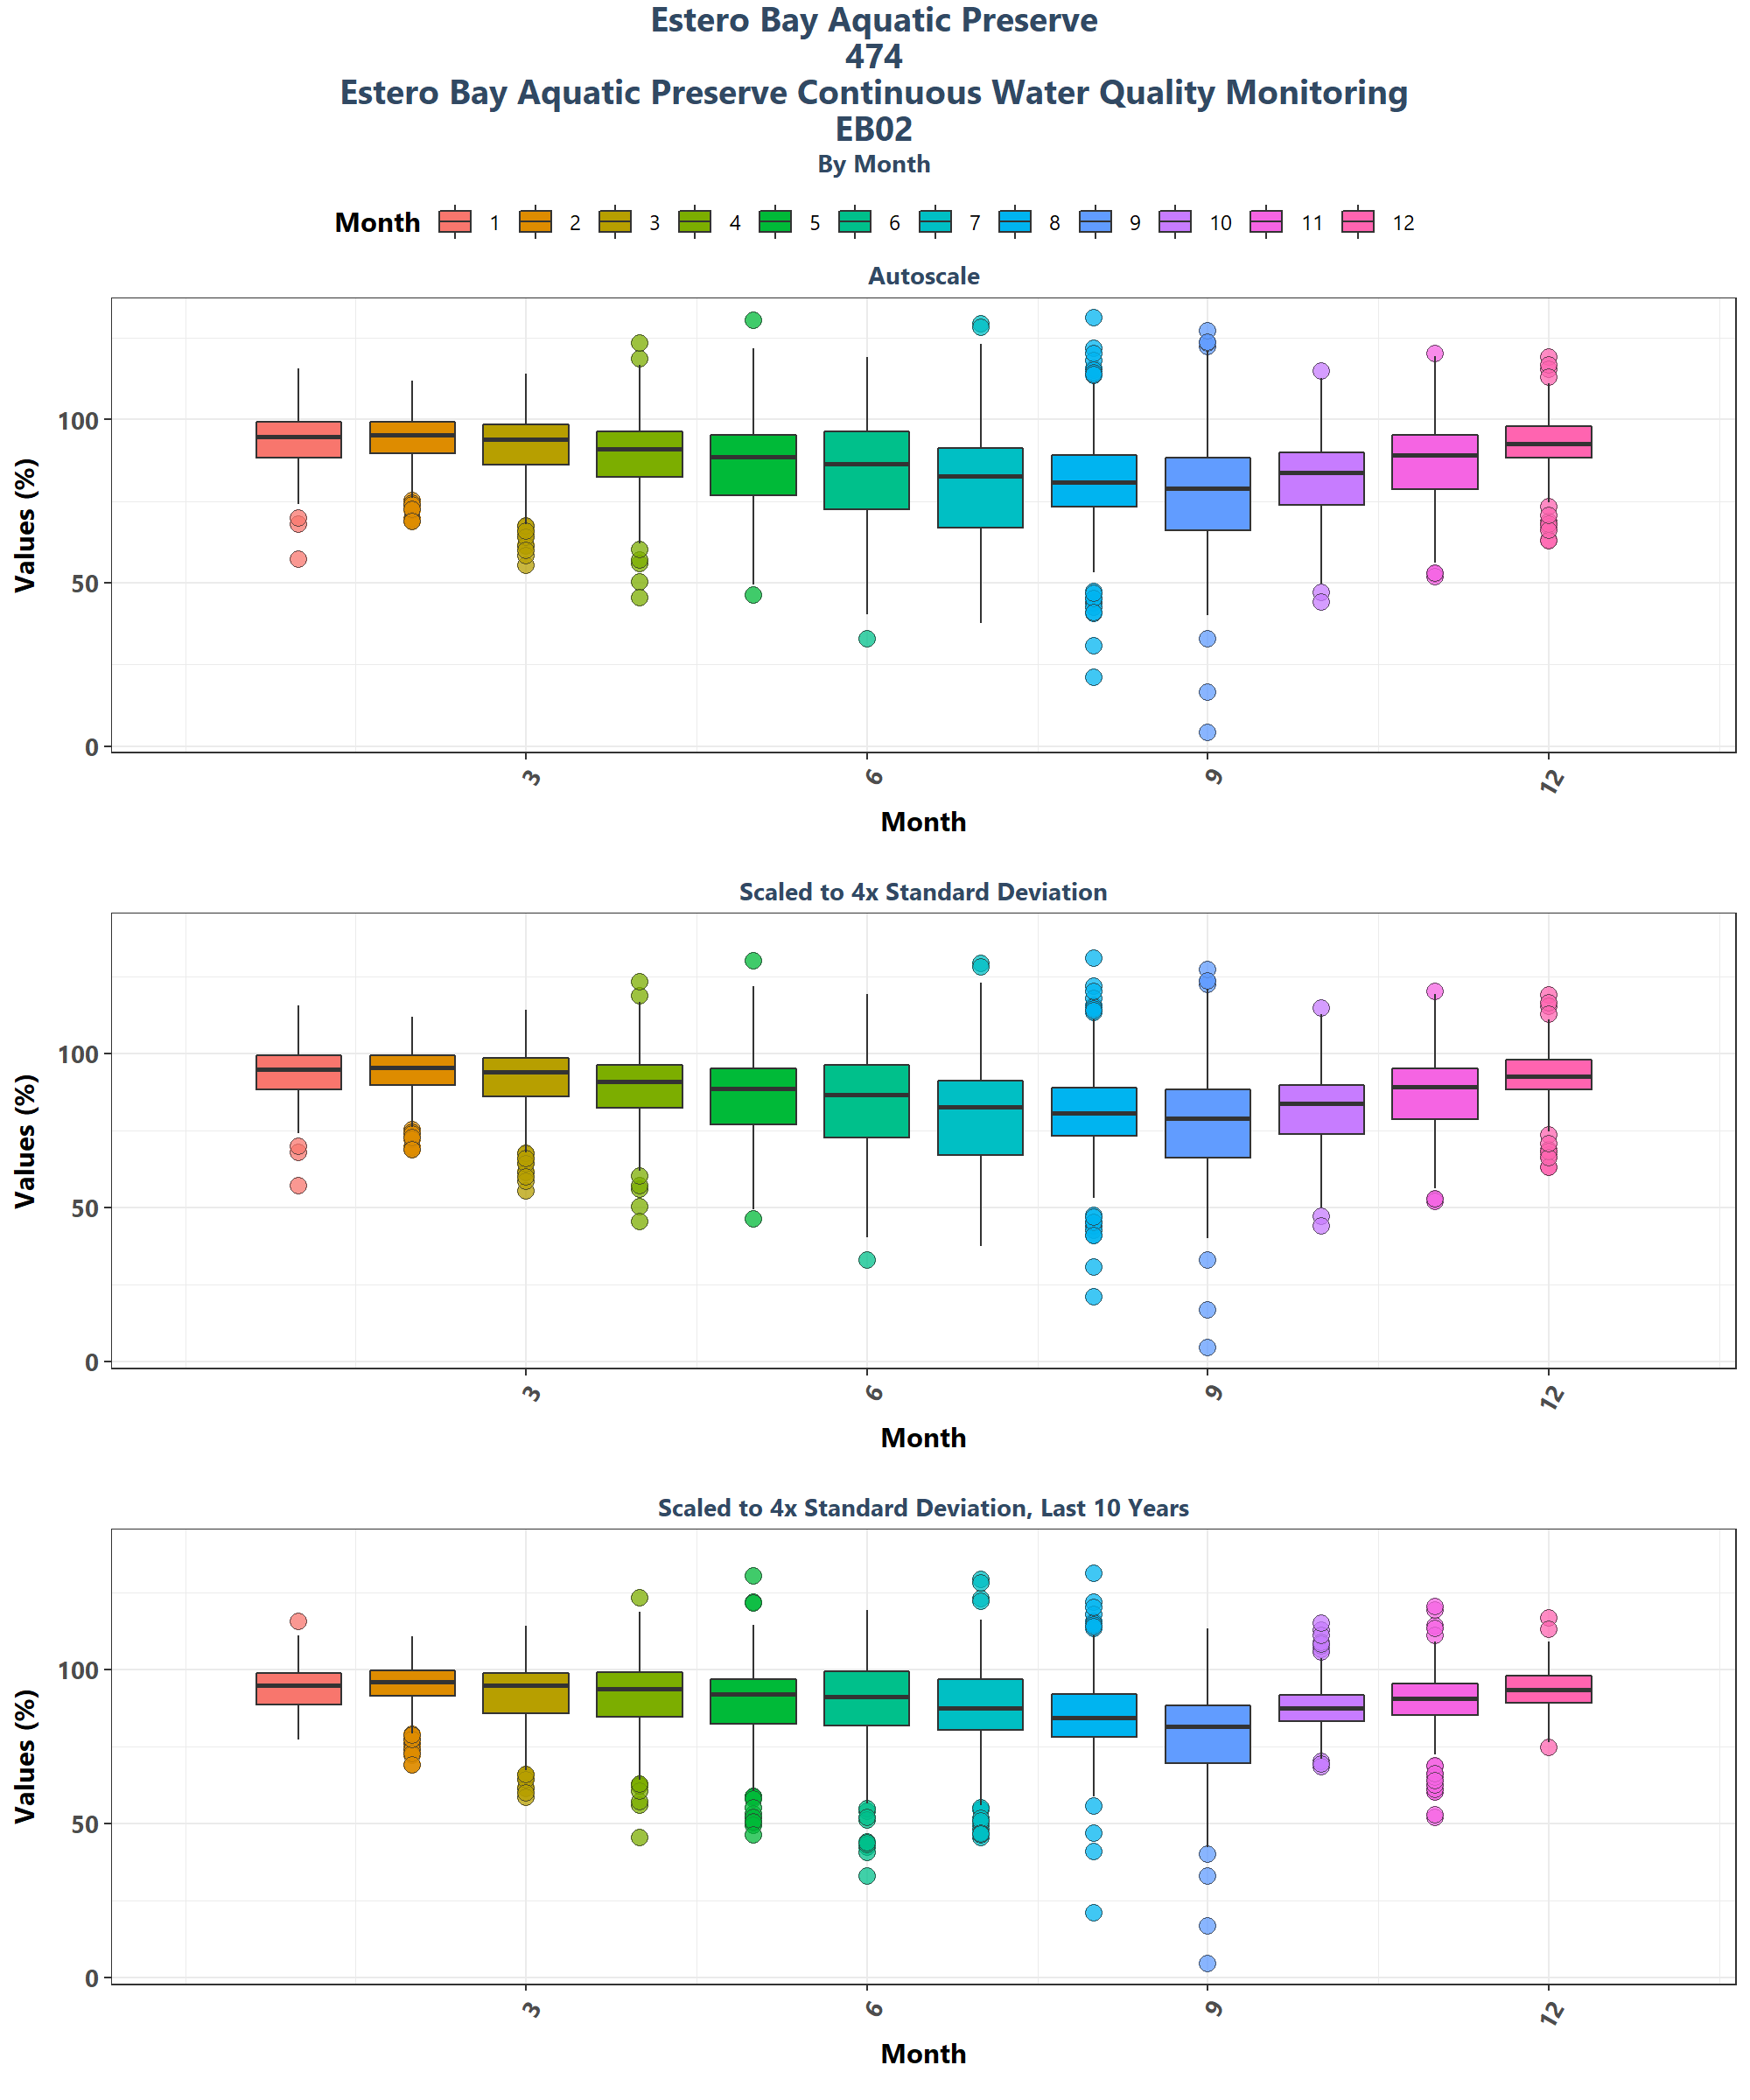 Estero Bay Aquatic Preserve
474
Estero Bay Aquatic Preserve Continuous Water Quality Monitoring
EB02
By Month
Month 1 2 3 4 5 6 7 8 9 10 11 12
Autoscale
Values (%)
100
50
0
3 6 9 12
Month
Scaled to 4x Standard Deviation
Values (%)
100
50
0
3 6 9 12
Month
Scaled to 4x Standard Deviation, Last 10 Years
Values (%)
100
50
0
3 6 9 12
Month